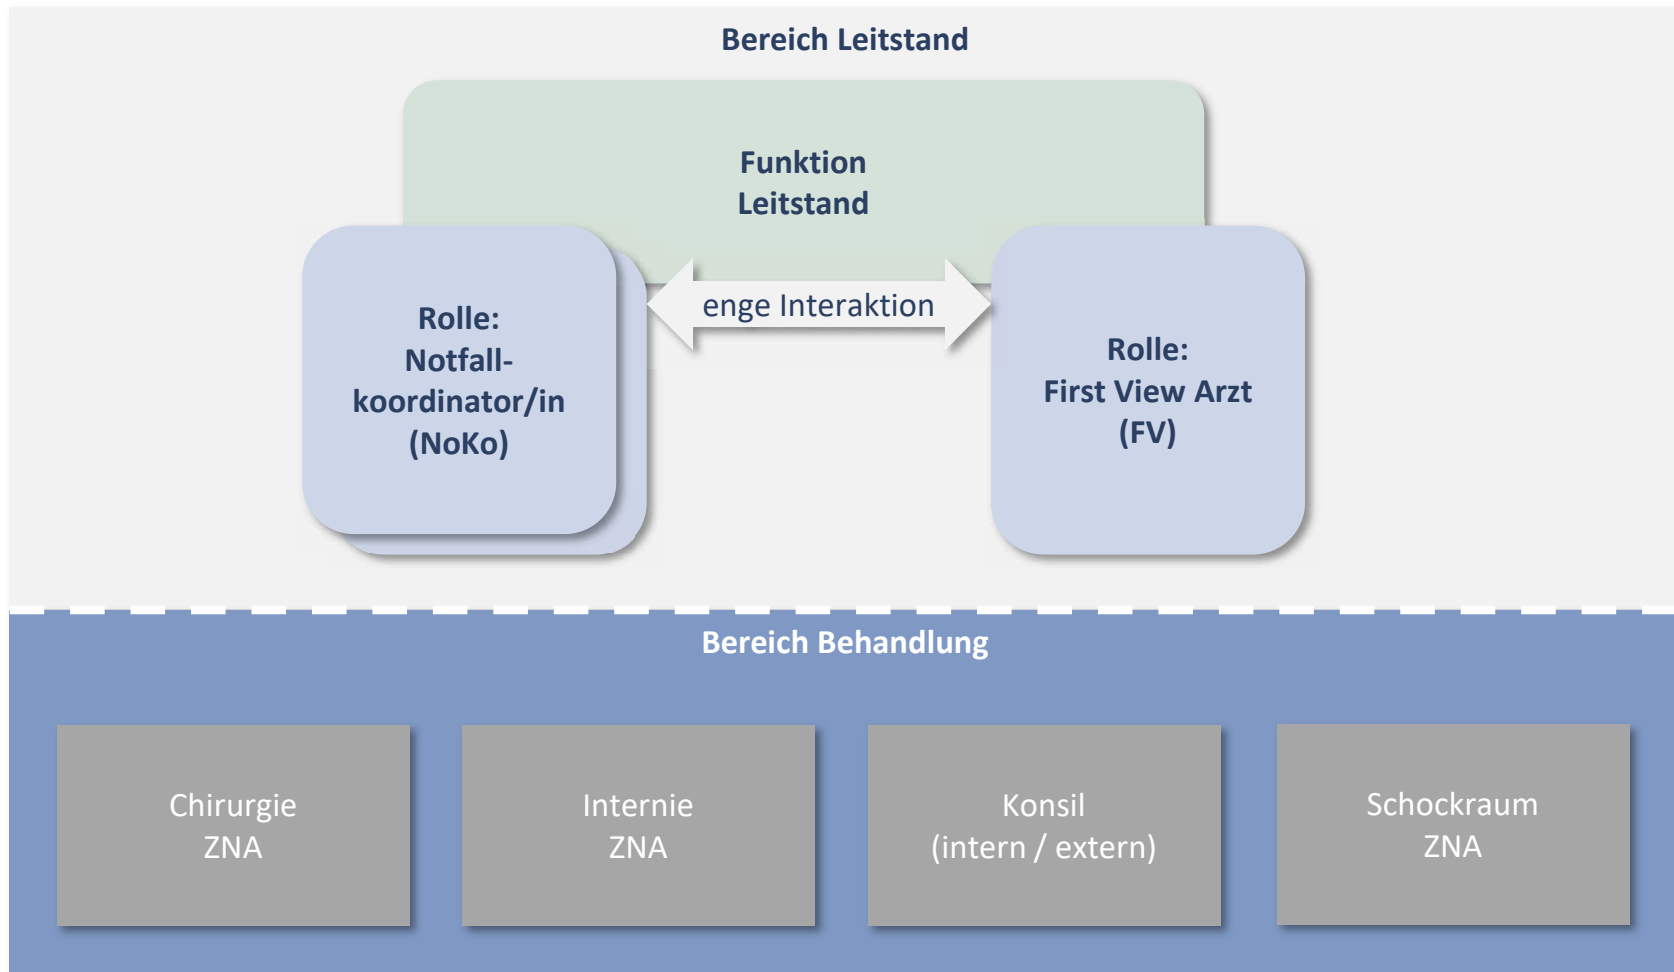 Bereich Leitstand
Funktion
Leitstand
enge Interaktion
Rolle:
Notfall-
koordinator/in
(NoKo)
Rolle:
First View Arzt
(FV)
Bereich Behandlung
Chirurgie
ZNA
Internie
ZNA
Konsil
(intern / extern)
Schockraum
ZNA